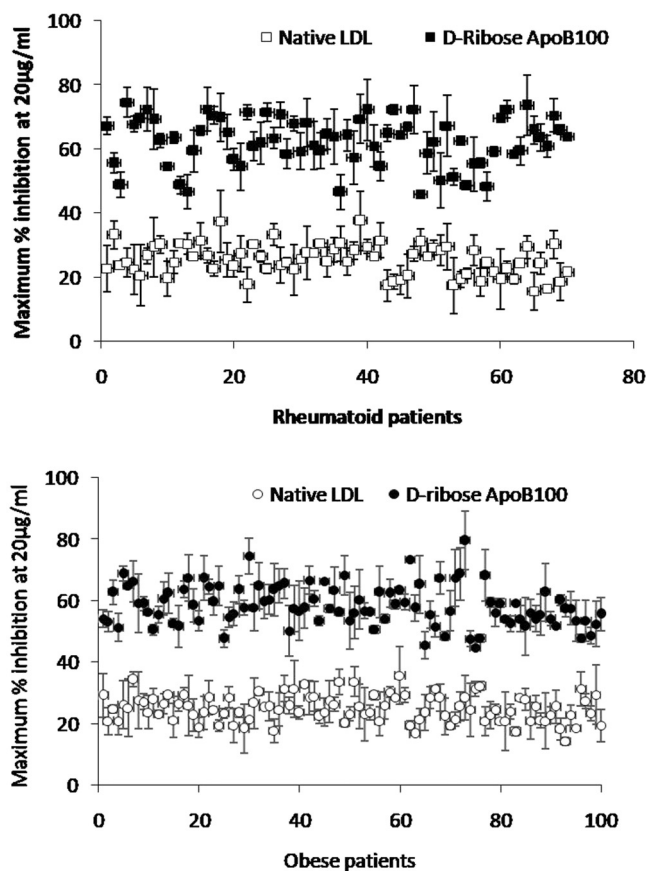 Native LDL D-Ribose ApoB100
100
80
60
40
20
0
Maximum % inhibition at 20µg/ml
0 20 40 60 80
Rheumatoid patients
Native LDL D-ribose ApoB100
100
80
60
40
20
0
Maximum % inhibition at 20µg/ml
0 20 40 60 80 100
Obese patients